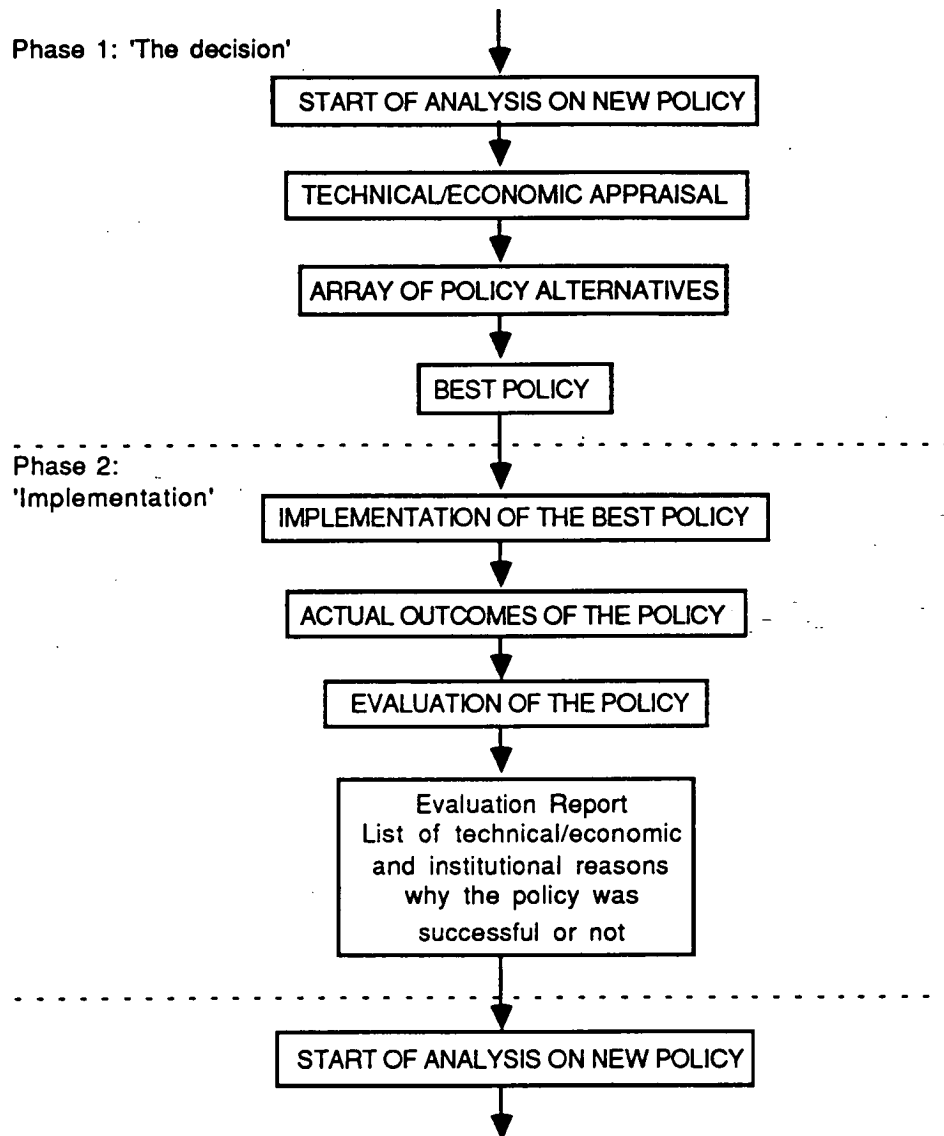 Phase 1: 'The decision'
START OF ANALYSIS ON NEW POLICY
TECHNICAL/ECONOMIC APPRAISAL
ARRAY OF POLICY ALTERNATIVES
BEST POLICY
Phase 2:
'Implementation'
IMPLEMENTATION OF THE BEST POLICY
ACTUAL OUTCOMES OF THE POLICY
EVALUATION OF THE POLICY
Evaluation Report
List of technical/economic
and institutional reasons
why the policy was
successful or not
START OF ANALYSIS ON NEW POLICY